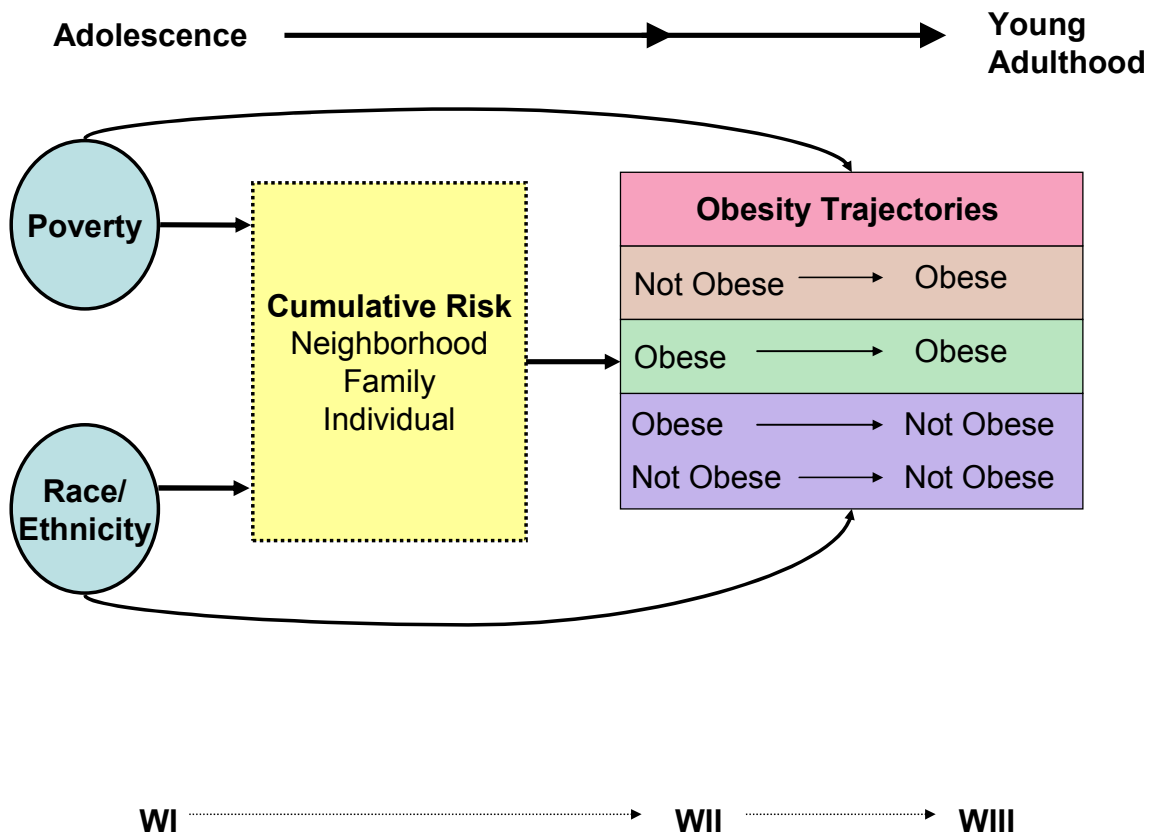 Adolescence
Young
Adulthood
Poverty
Race/
Ethnicity
Cumulative Risk
Neighborhood
Family
Individual
Obesity Trajectories
Not Obese Obese
Obese Obese
Obese Not Obese
Not Obese Not Obese
WI WII WIII